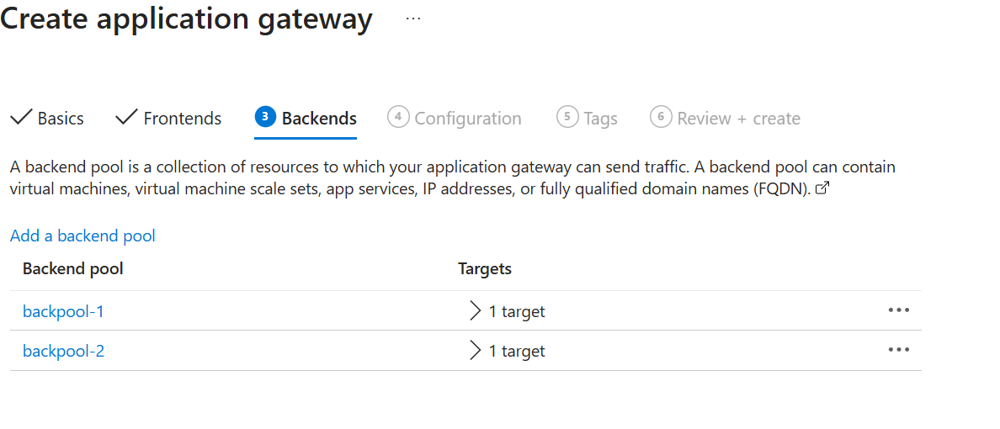 Create application gateway ...
Basics Frontends 3 Backends 4 Configuration 5 Tags 6 Review + create
A backend pool is a collection of resources to which your application gateway can send traffic. A backend pool can contain
virtual machines, virtual machine scale sets, app services, IP addresses, or fully qualified domain names (FQDN).
Add a backend pool
Backend pool Targets
backpool-1 1 target
backpool-2 1 target